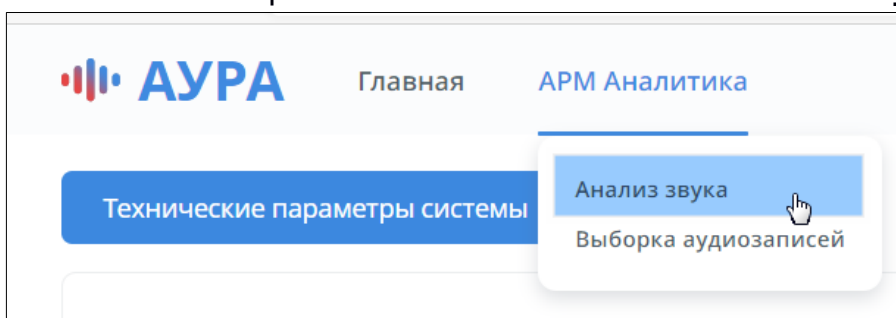 АУРА Главная АРМ Аналитика
Технические параметры системы
Анализ звука
Выборка аудиозаписей